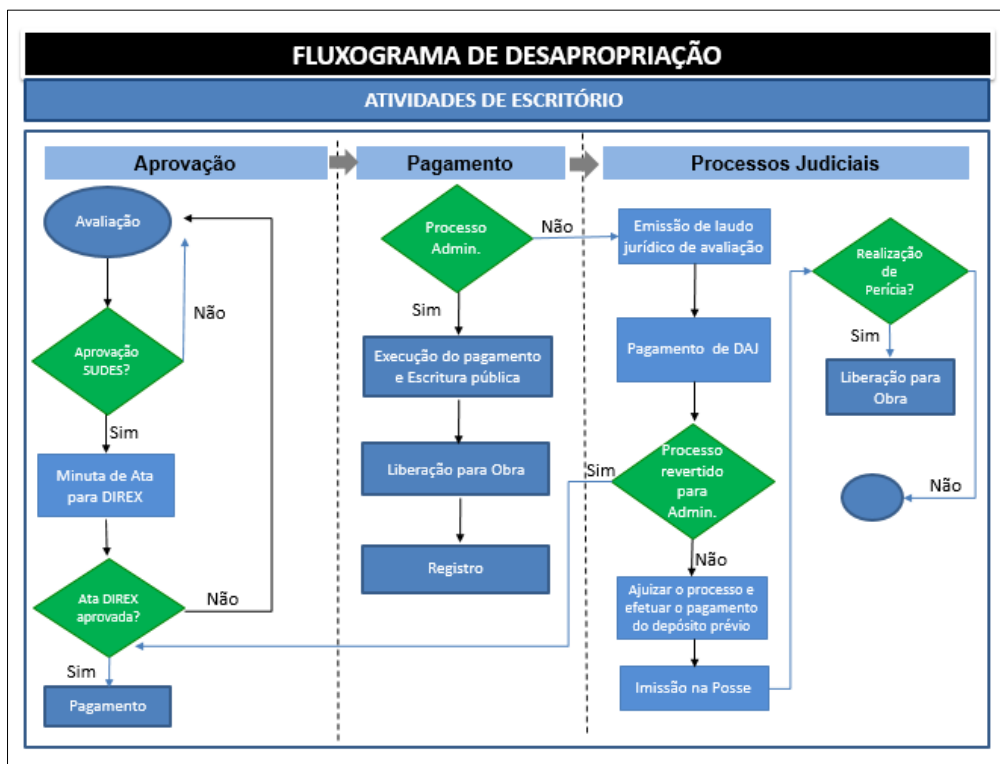 FLUXOGRAMA DE DESAPROPRIAÇÃO
ATIVIDADES DE ESCRITÓRIO
Aprovação
Avaliação
Não
Aprovação
SUDES?
Sim
Minuta de Ata
para DIREX
Ata DIREX
aprovada?
Não
Sim
Pagamento
Pagamento
Processo
Admin.
Não
Sim
Execução do pagamento
e Escritura pública
Liberação para Obra
Registro
Processos Judiciais
Emissão de laudo
jurídico de avaliação
Pagamento de DAJ
Processo
revertido
para
Admin.
Sim
Não
Ajuizar o processo e
efetuar o pagamento
do depósito prévio
Imissão na Posse
Realização
de
Perícia?
Sim
Liberação para
Obra
Não